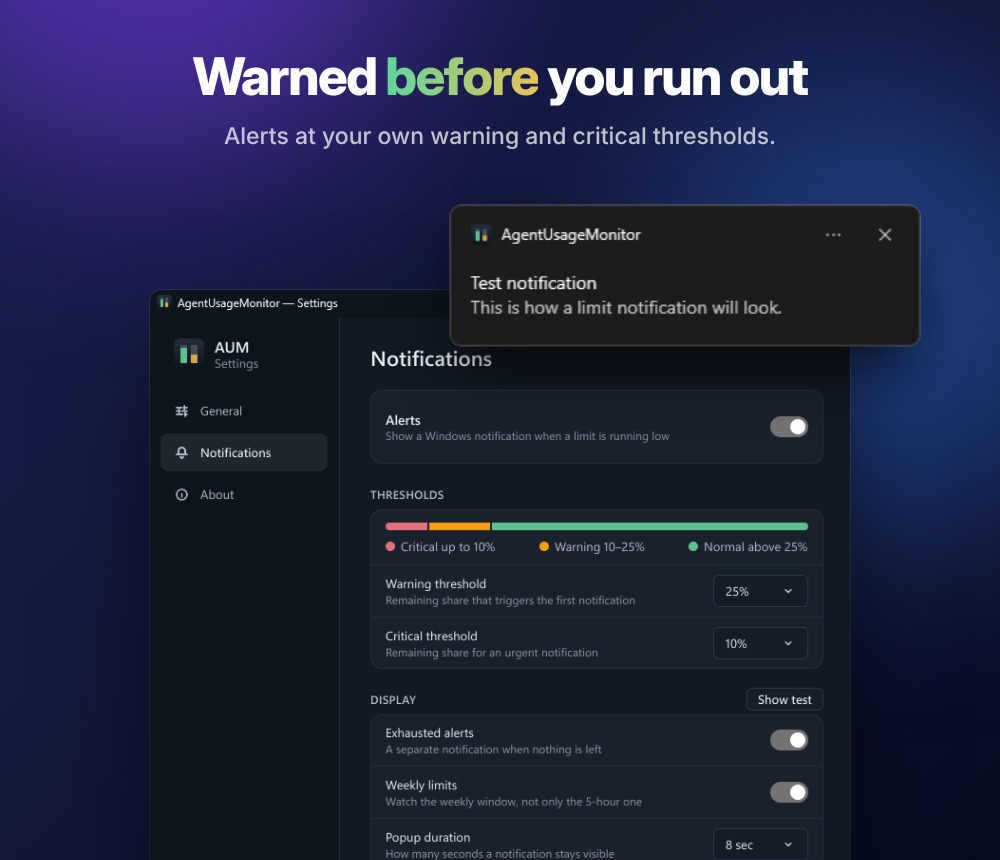 Warned before you run out
Alerts at your own warning and critical thresholds.
AgentUsageMonitor
Test notification
This is how a limit notification will look.
AgentUsageMonitor — Settings
AUM
Settings
General
Notifications
About
Notifications
Alerts
Show a Windows notification when a limit is running low
THRESHOLDS
Critical up to 10%
Warning 10–25%
Normal above 25%
Warning threshold
Remaining share that triggers the first notification
25%
Critical threshold
Remaining share for an urgent notification
10%
DISPLAY
Show test
Exhausted alerts
A separate notification when nothing is left
Weekly limits
Watch the weekly window, not only the 5-hour one
Popup duration
How many seconds a notification stays visible
8 sec